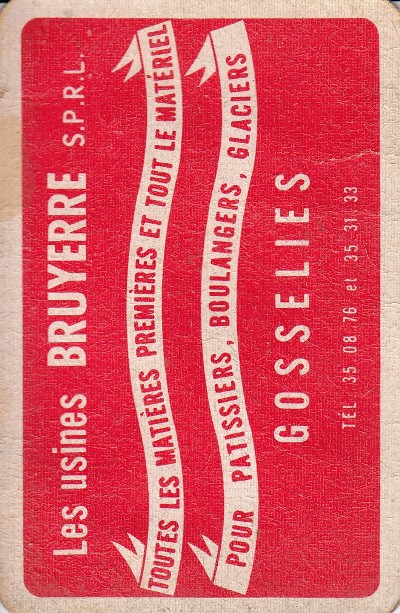 Les usines BRUYERRE S.P.R.L.
TOUTES LES MATIÈRES PREMIÈRES ET TOUT LE MATÉRIEL
POUR PATISSIERS, BOULANGERS, GLACIERS
GOSSELIES
TÉL 35 08 76 et 35 31 33